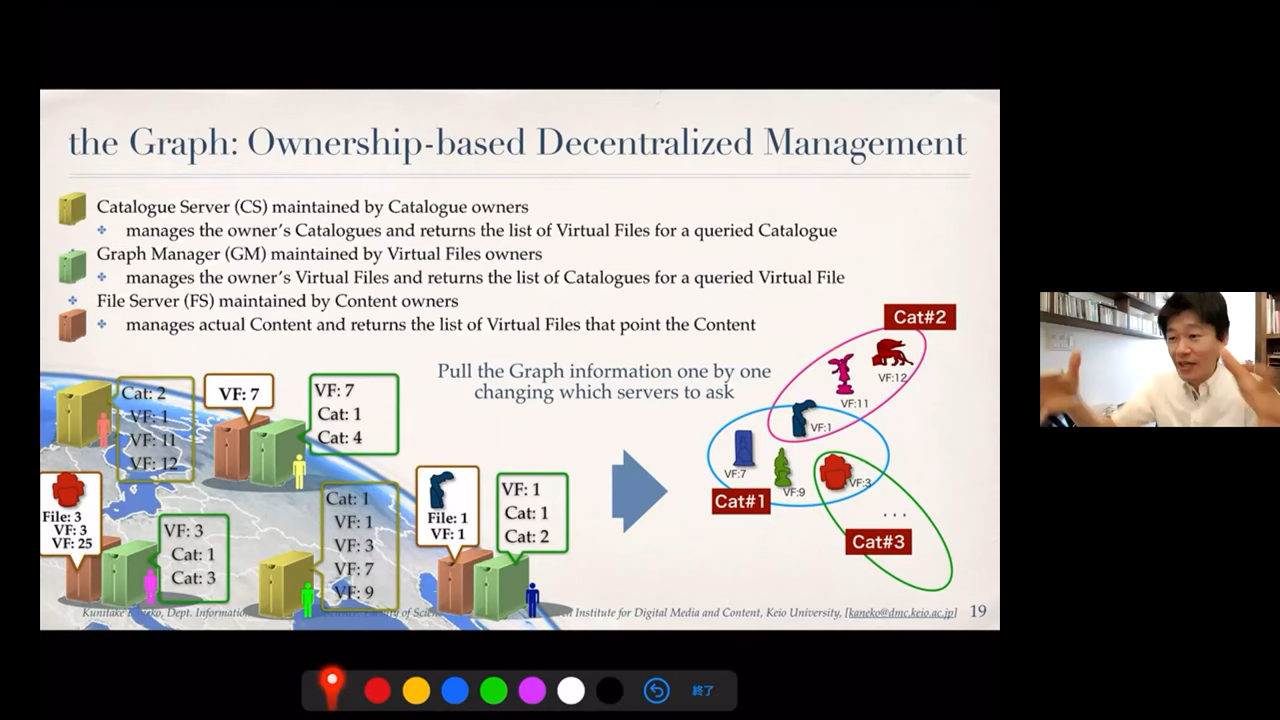 the Graph: Ownership-based Decentralized Management
Catalogue Server (CS) maintained by Catalogue owners
manages the owner's Catalogues and returns the list of Virtual Files for a queried Catalogue
Graph Manager (GM) maintained by Virtual Files owners
manages the owner's Virtual Files and returns the list of Catalogues for a queried Virtual File
File Server (FS) maintained by Content owners
manages actual Content and returns the list of Virtual Files that point the Content
Pull the Graph information one by one
changing which servers to ask
Cat: 2
VF: 1
VF: 11
VF: 12
VF: 7
VF: 7
Cat: 1
Cat: 4
File: 3
VF: 3
VF: 25
VF: 3
Cat: 1
Cat: 3
Cat: 1
VF: 1
VF: 3
VF: 7
VF: 9
File: 1
VF: 1
VF: 1
Cat: 1
Cat: 2
Cat#2
VF:12
VF:11
VF:1
VF:7
VF:9
VF:3
Cat#1
...
Cat#3
Dept. Information
Institute for Digital Media and Content, Keio University, [kaneko@dmc.keio.ac.jp]
19
終了